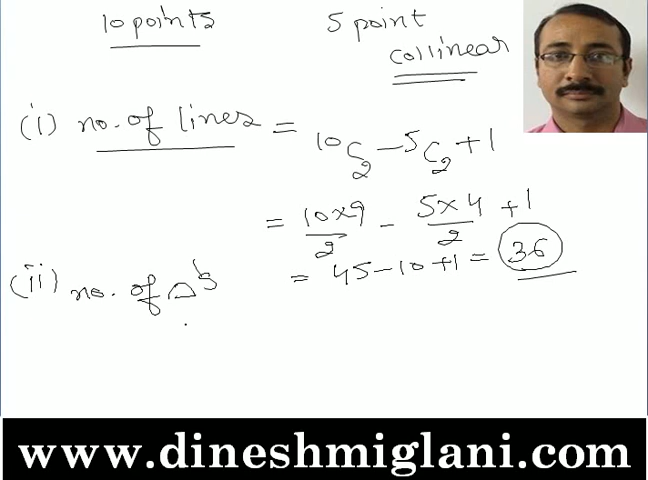 10 points 5 point
collinear
(i) no. of lines = ¹⁰C₂ - ⁵C₂ + 1
= 10×9/2 - 5×4/2 + 1
= 45-10+1 = 36
(ii) no. of Δˢ
www.dineshmiglani.com